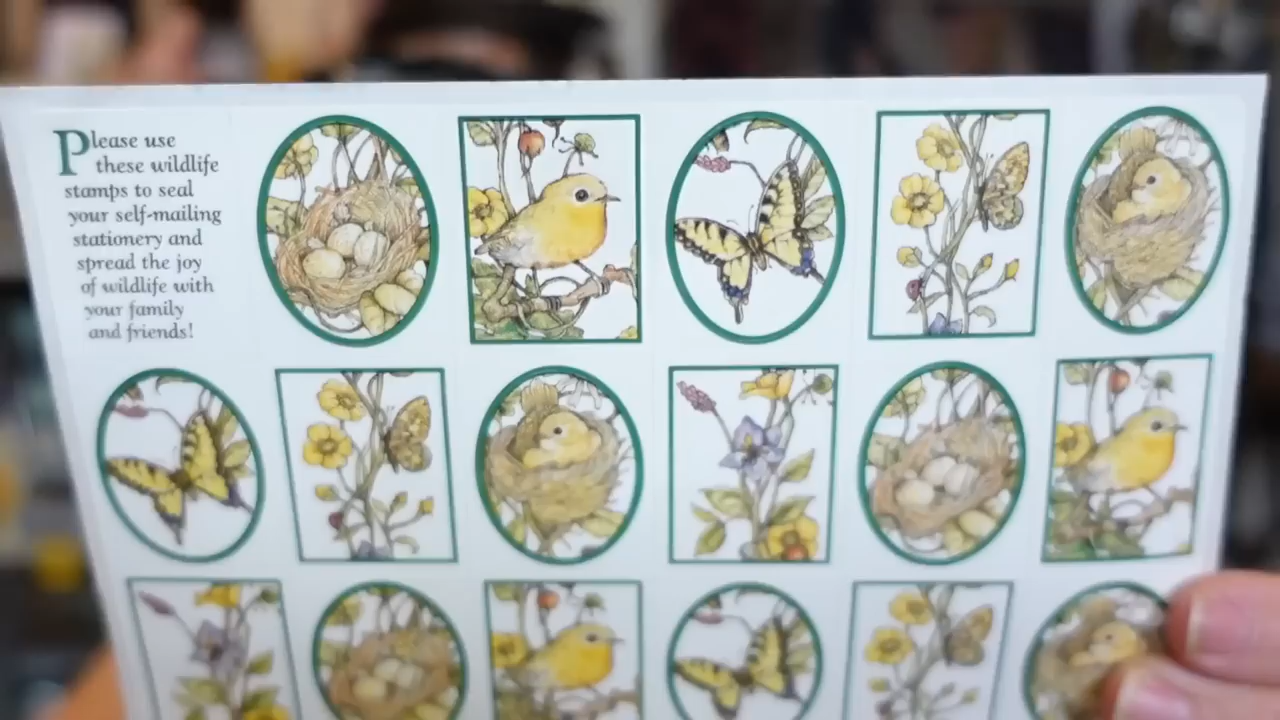 Please use
these wildlife
stamps to seal
your self-mailing
stationery and
spread the joy
of wildlife with
your family
and friends!